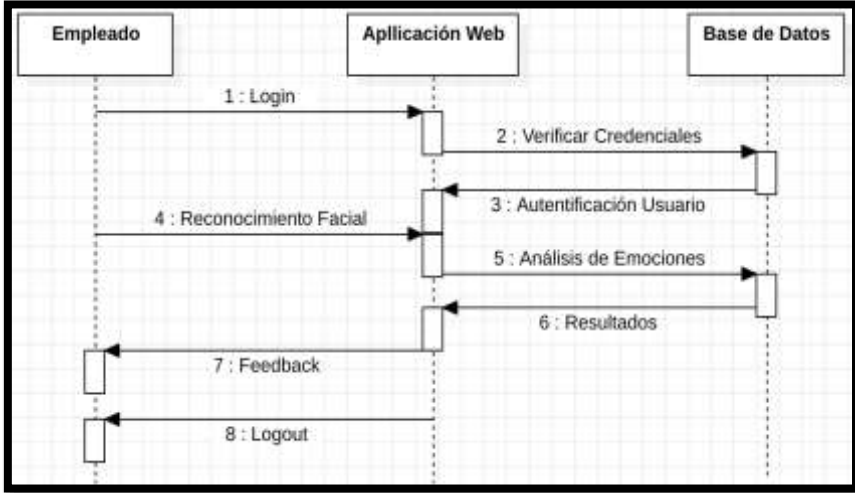 Empleado
Apllicación Web
Base de Datos
1 : Login
2 : Verificar Credenciales
3 : Autentificación Usuario
4 : Reconocimiento Facial
5 : Análisis de Emociones
6 : Resultados
7 : Feedback
8 : Logout